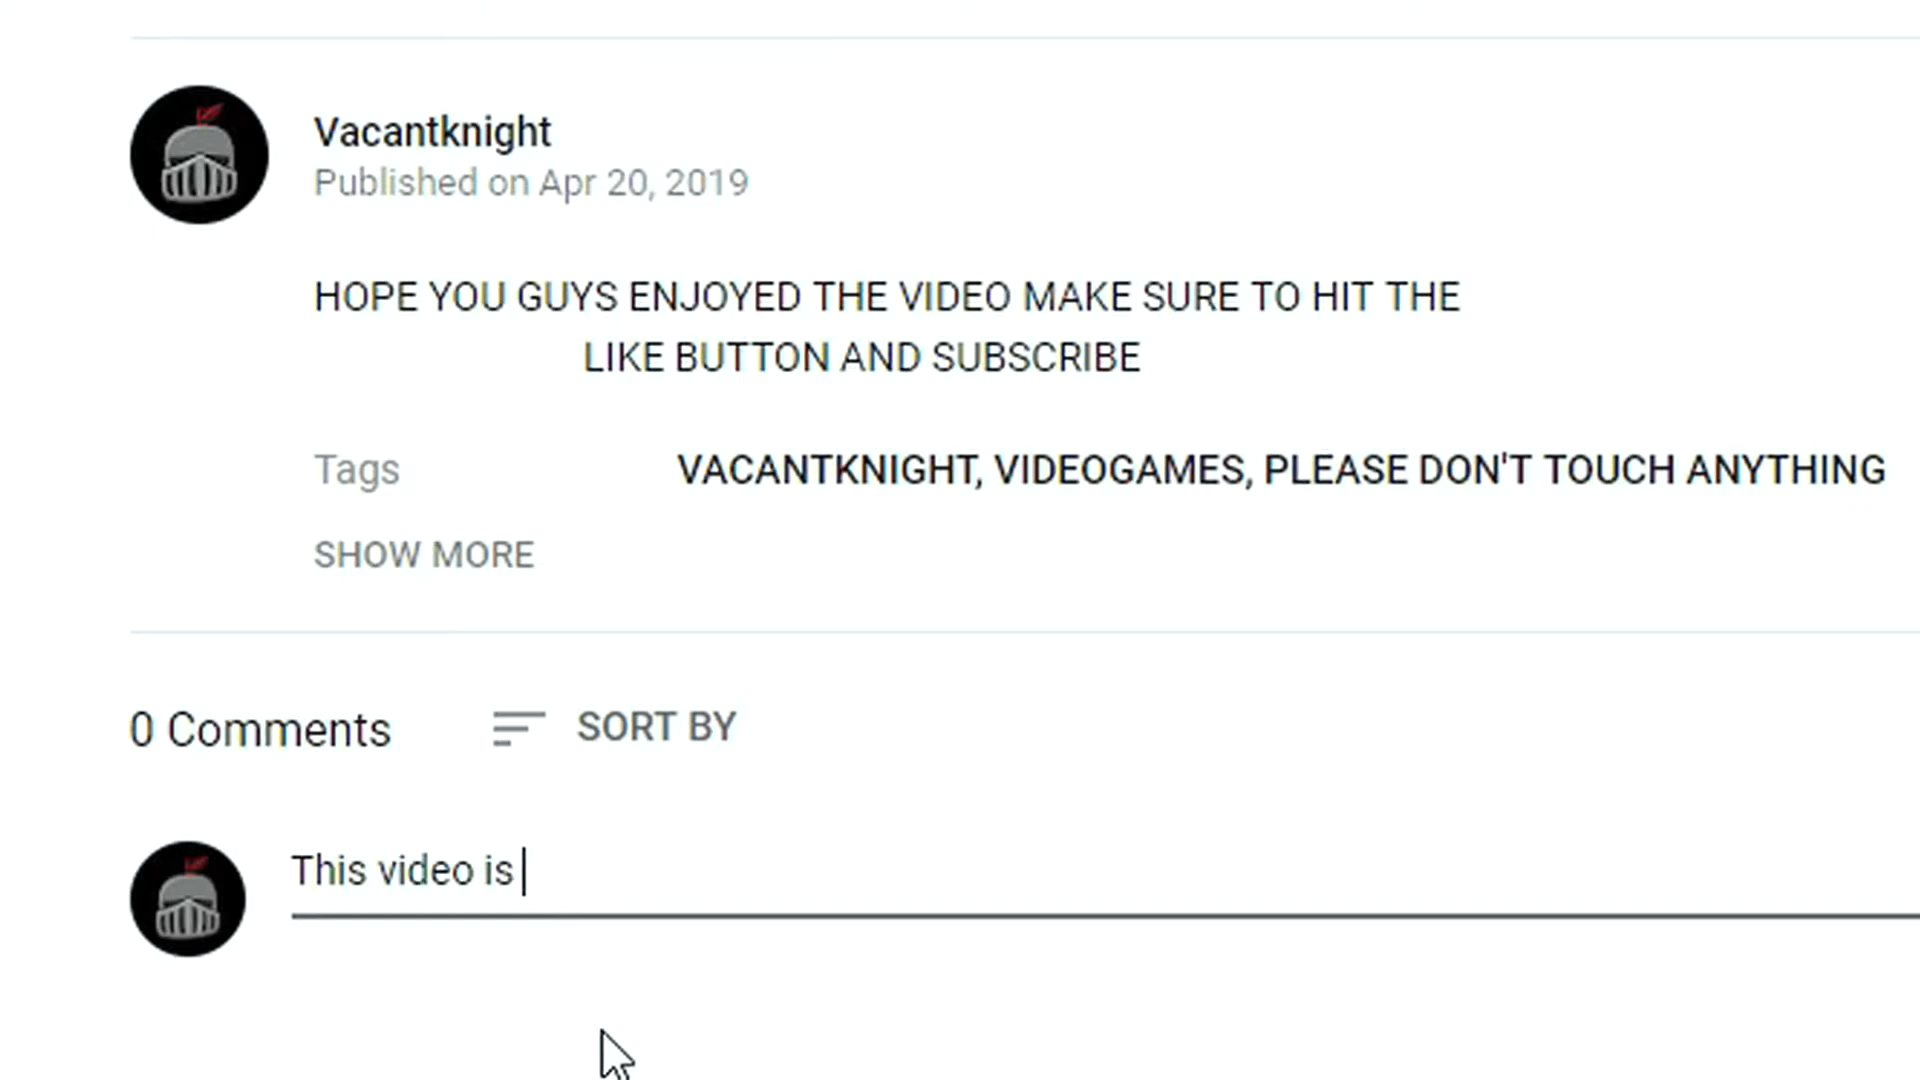 Vacantknight
Published on Apr 20, 2019
HOPE YOU GUYS ENJOYED THE VIDEO MAKE SURE TO HIT THE
LIKE BUTTON AND SUBSCRIBE
Tags VACANTKNIGHT, VIDEOGAMES, PLEASE DON'T TOUCH ANYTHING
SHOW MORE
0 Comments SORT BY
This video is